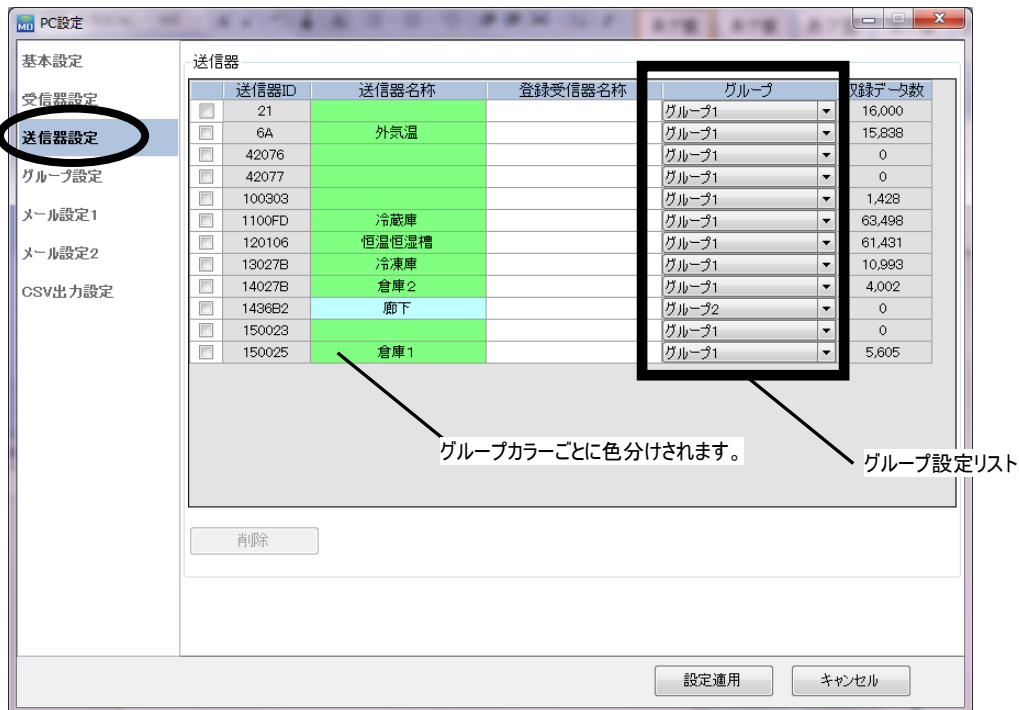 PC設定
基本設定
受信器設定
送信器設定
グループ設定
メール設定1
メール設定2
CSV出力設定
送信器
送信器ID 送信器名称 登録受信器名称 グループ 収録データ数
21 グループ1 16,000
6A 外気温 グループ1 15,838
42076 グループ1 0
42077 グループ1 0
100303 グループ1 1,428
1100FD 冷蔵庫 グループ1 63,498
120106 恒温恒湿槽 グループ1 61,431
13027B 冷凍庫 グループ1 10,993
14027B 倉庫2 グループ1 4,002
1436B2 廊下 グループ2 0
150023 グループ1 0
150025 倉庫1 グループ1 5,605
グループカラーごとに色分けされます。
グループ設定リスト
削除
設定適用 キャンセル